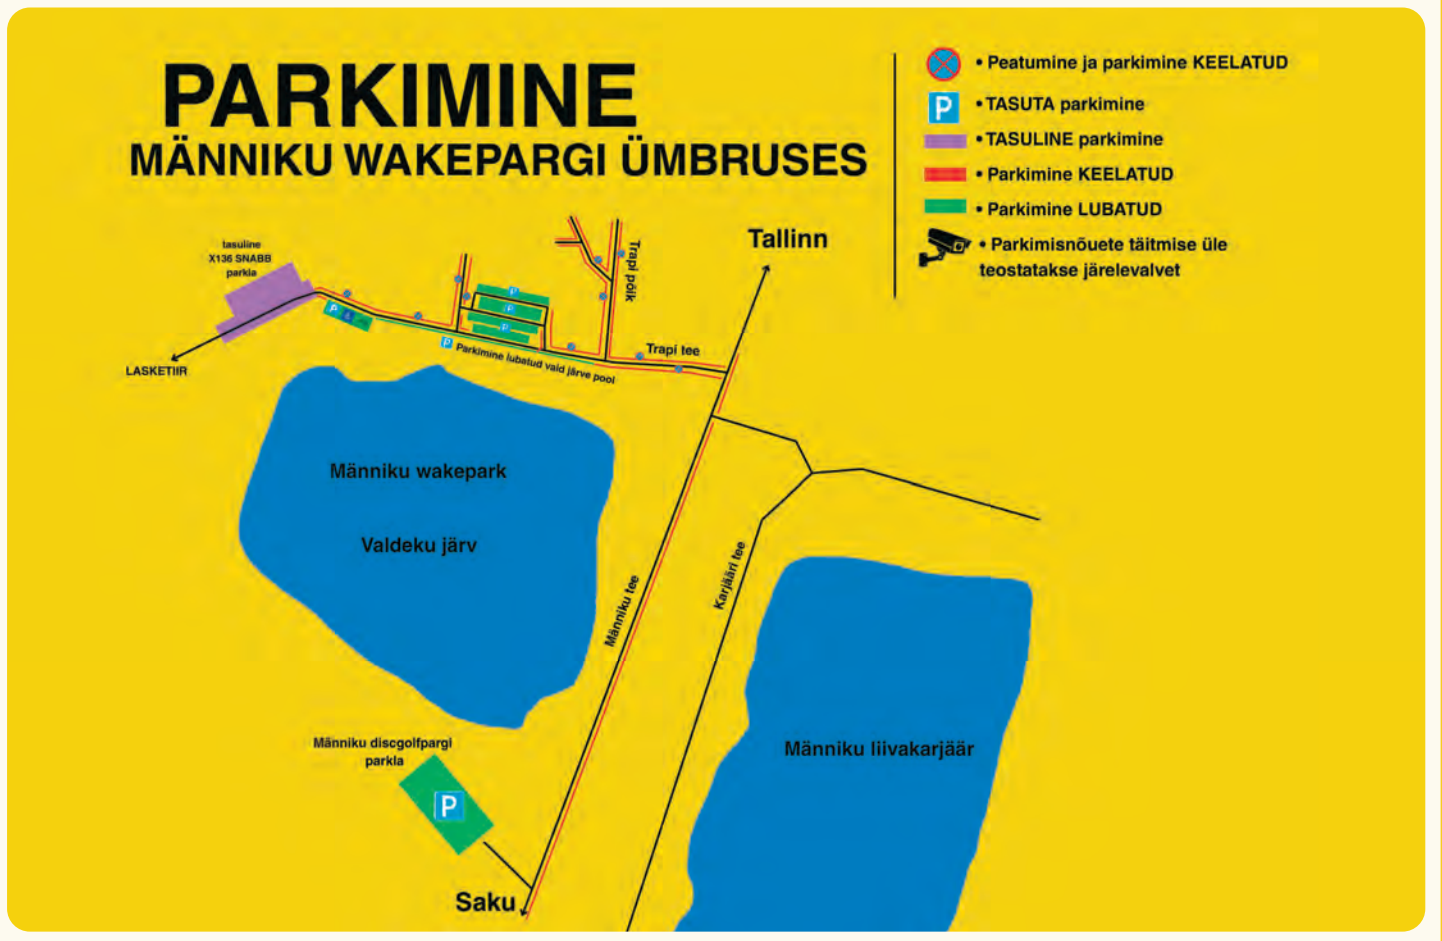 PARKIMINE
MÄNNIKU WAKEPARGI ÜMBRUSES
• Peatumine ja parkimine KEELATUD
P
• TASUTA parkimine
• TASULINE parkimine
• Parkimine KEELATUD
• Parkimine LUBATUD
• Parkimisnõuete täitmise üle
teostatakse järelevalvet
tasuline
X136 SNABB
parkla
LASKETIIR
P
P
P
P
P
Parkimine lubatud vaid järve pool
Trapi põik
Trapi tee
Tallinn
Männiku wakepark
Valdeku järv
Männiku tee
Karjääri tee
Männiku liivakarjäär
Männiku discgolfpargi
parkla
P
Saku